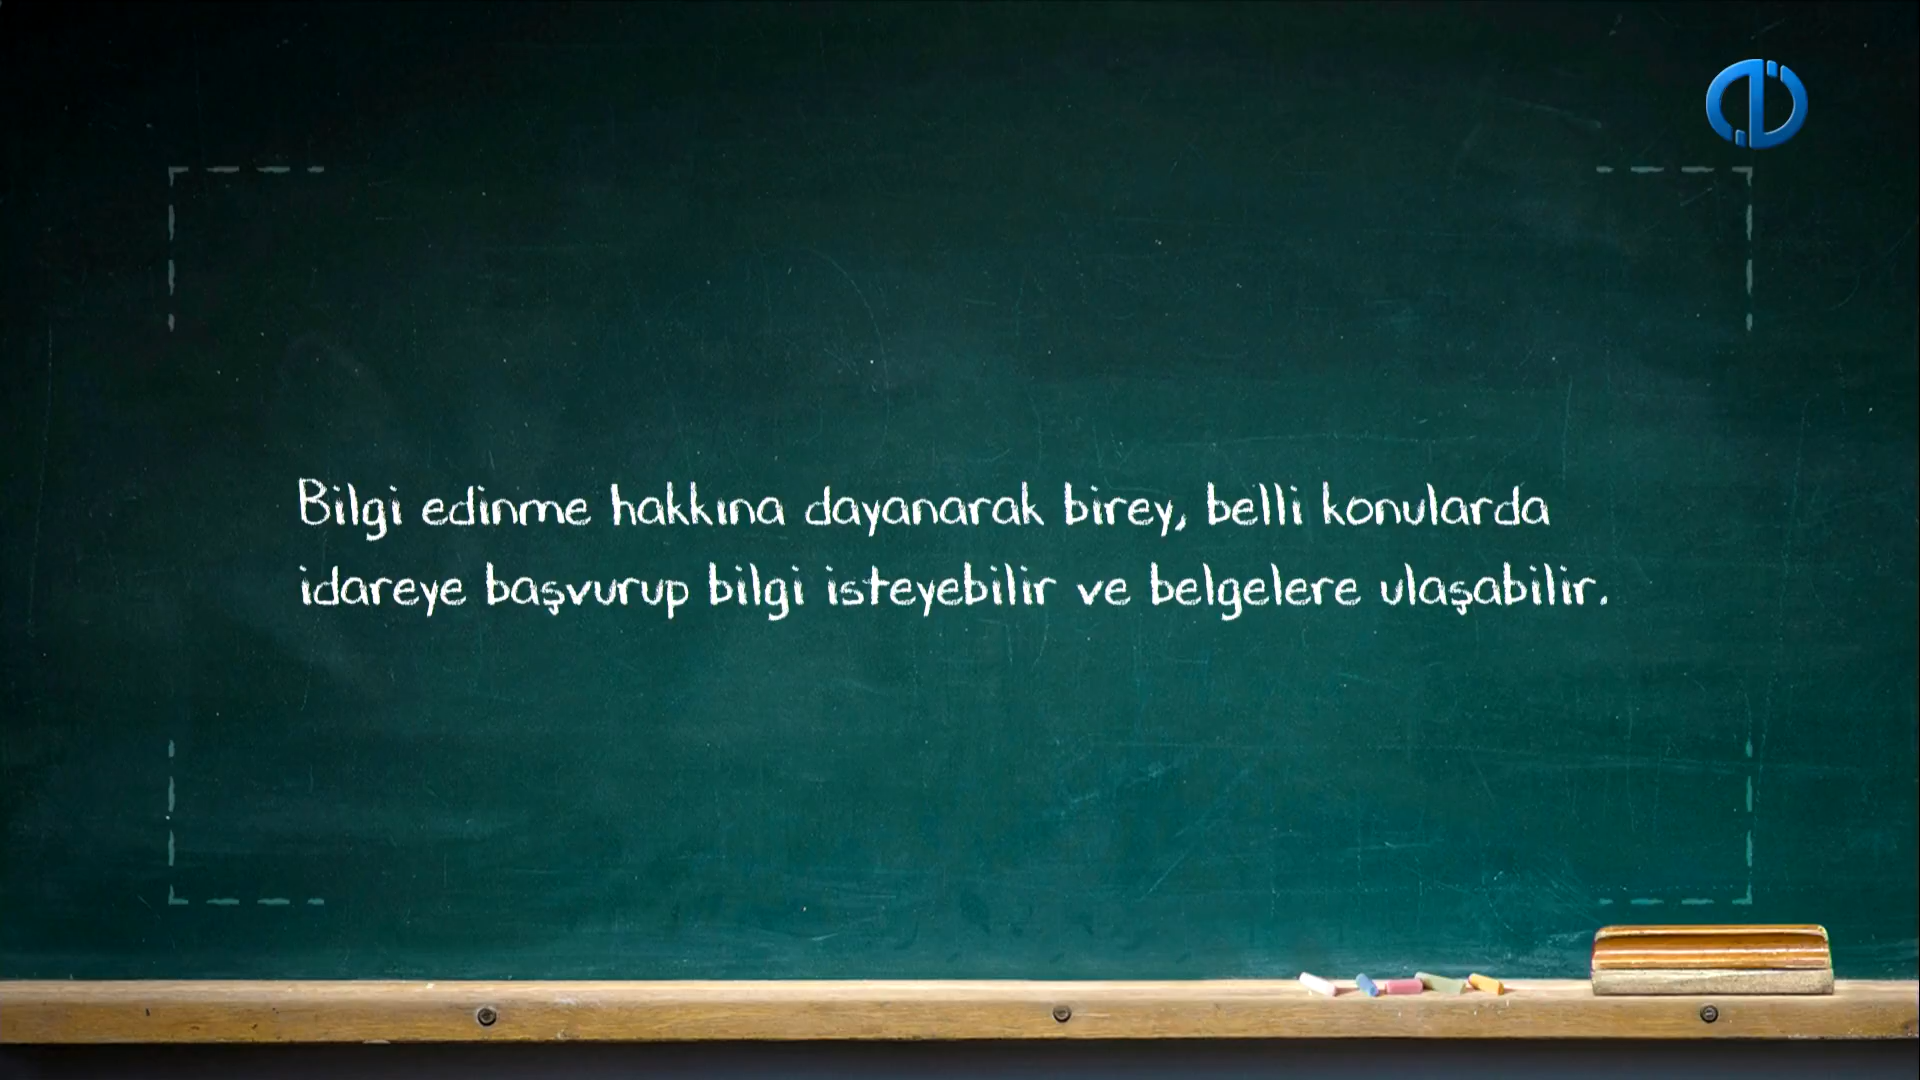 Bilgi edinme hakkına dayanarak birey, belli konularda
idareye başvurup bilgi isteyebilir ve belgelere ulaşabilir.